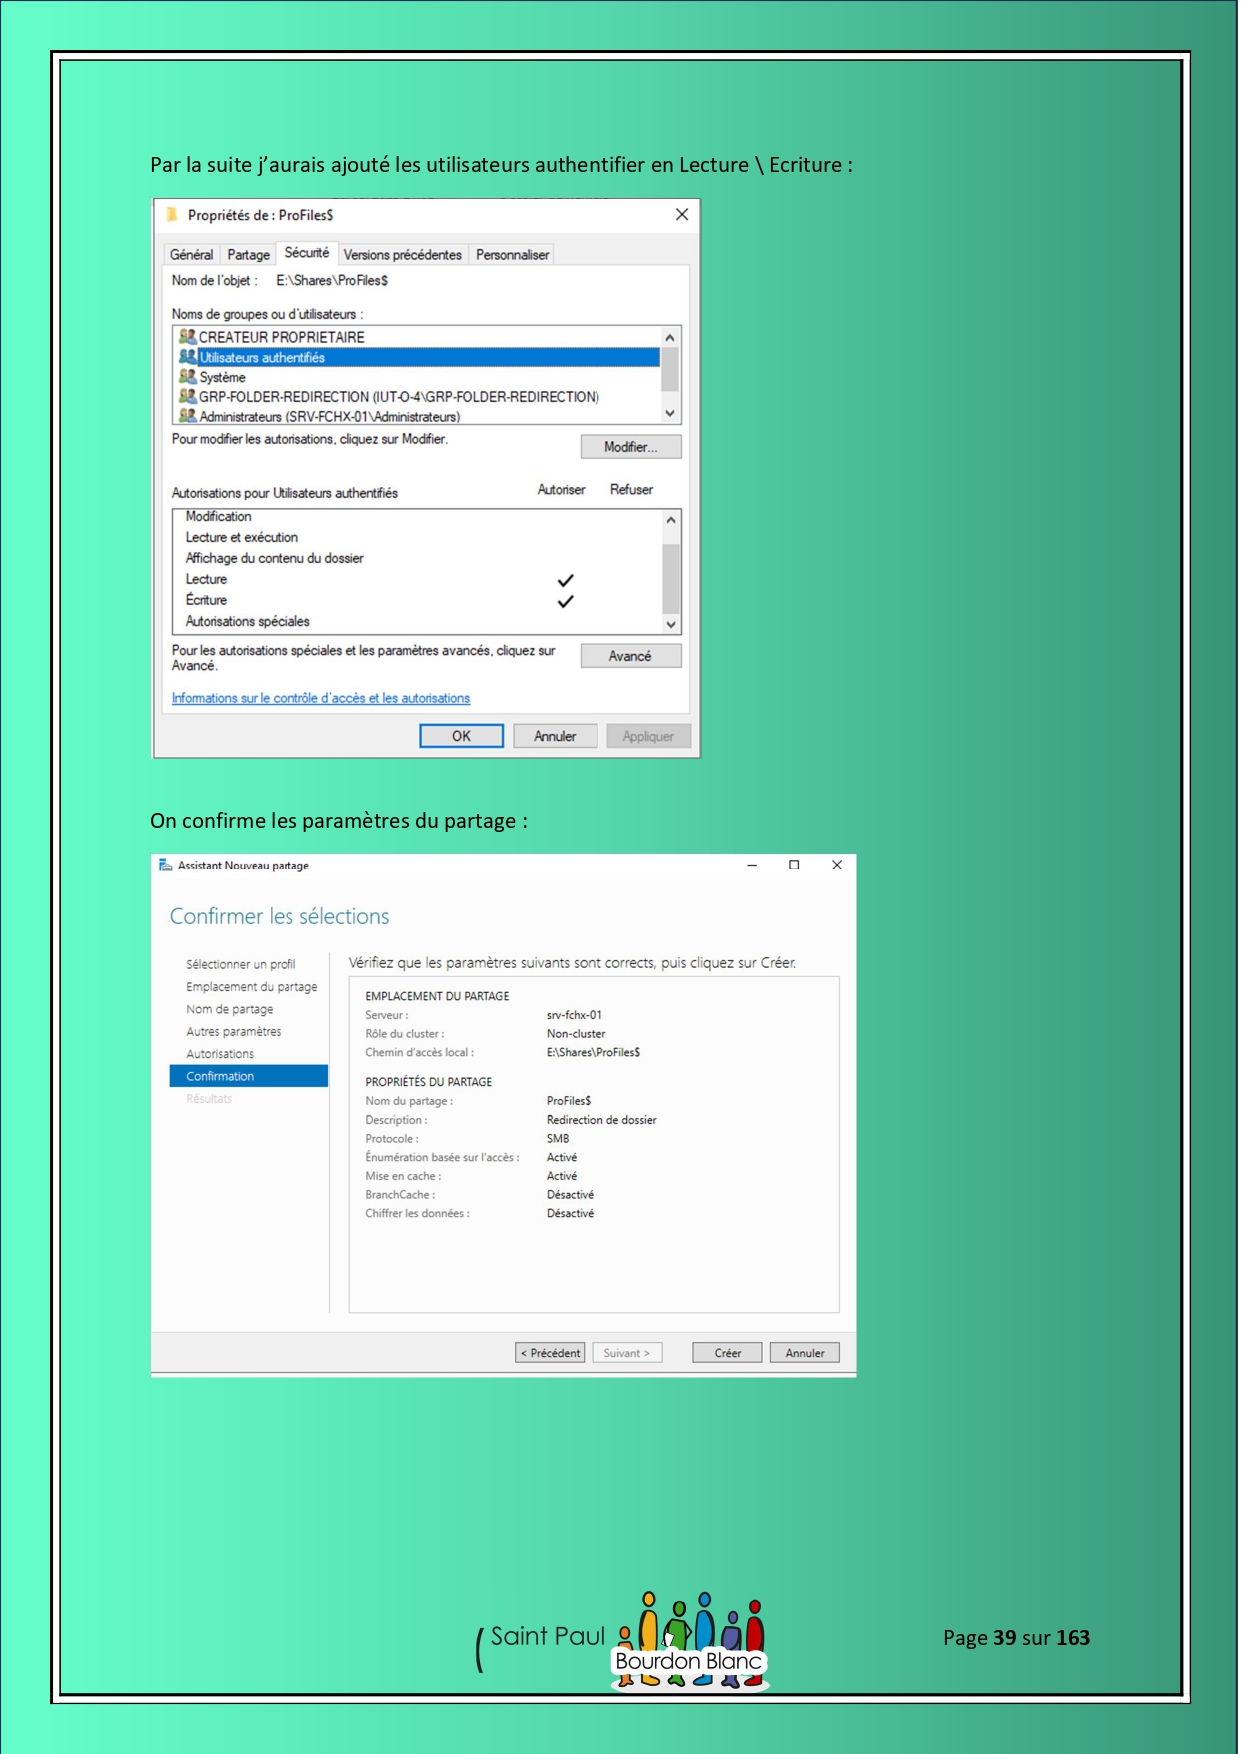 Par la suite j’aurais ajouté les utilisateurs authentifier en Lecture \ Ecriture :
Propriétés de : ProFiles$
Général Partage Sécurité Versions précédentes Personnaliser
Nom de l'objet : E:\Shares\ProFiles$
Noms de groupes ou d'utilisateurs :
CREATEUR PROPRIETAIRE
Utilisateurs authentifiés
Système
GRP-FOLDER-REDIRECTION (IUT-O-4\GRP-FOLDER-REDIRECTION)
Administrateurs (SRV-FCHX-01\Administrateurs)
Pour modifier les autorisations, cliquez sur Modifier.
Modifier...
Autorisations pour Utilisateurs authentifiés Autoriser Refuser
Modification
Lecture et exécution
Affichage du contenu du dossier
Lecture
Écriture
Autorisations spéciales
Pour les autorisations spéciales et les paramètres avancés, cliquez sur
Avancé.
Avancé
Informations sur le contrôle d'accès et les autorisations
OK Annuler Appliquer
On confirme les paramètres du partage :
Assistant Nouveau partage
Confirmer les sélections
Sélectionner un profil
Emplacement du partage
Nom de partage
Autres paramètres
Autorisations
Confirmation
Résultats
Vérifiez que les paramètres suivants sont corrects, puis cliquez sur Créer.
EMPLACEMENT DU PARTAGE
Serveur : srv-fchx-01
Rôle du cluster : Non-cluster
Chemin d'accès local : E:\Shares\ProFiles$
PROPRIÉTÉS DU PARTAGE
Nom du partage : ProFiles$
Description : Redirection de dossier
Protocole : SMB
Énumération basée sur l'accès : Activé
Mise en cache : Activé
BranchCache : Désactivé
Chiffrer les données : Désactivé
< Précédent Suivant > Créer Annuler
Saint Paul
Bourdon Blanc
Page 39 sur 163